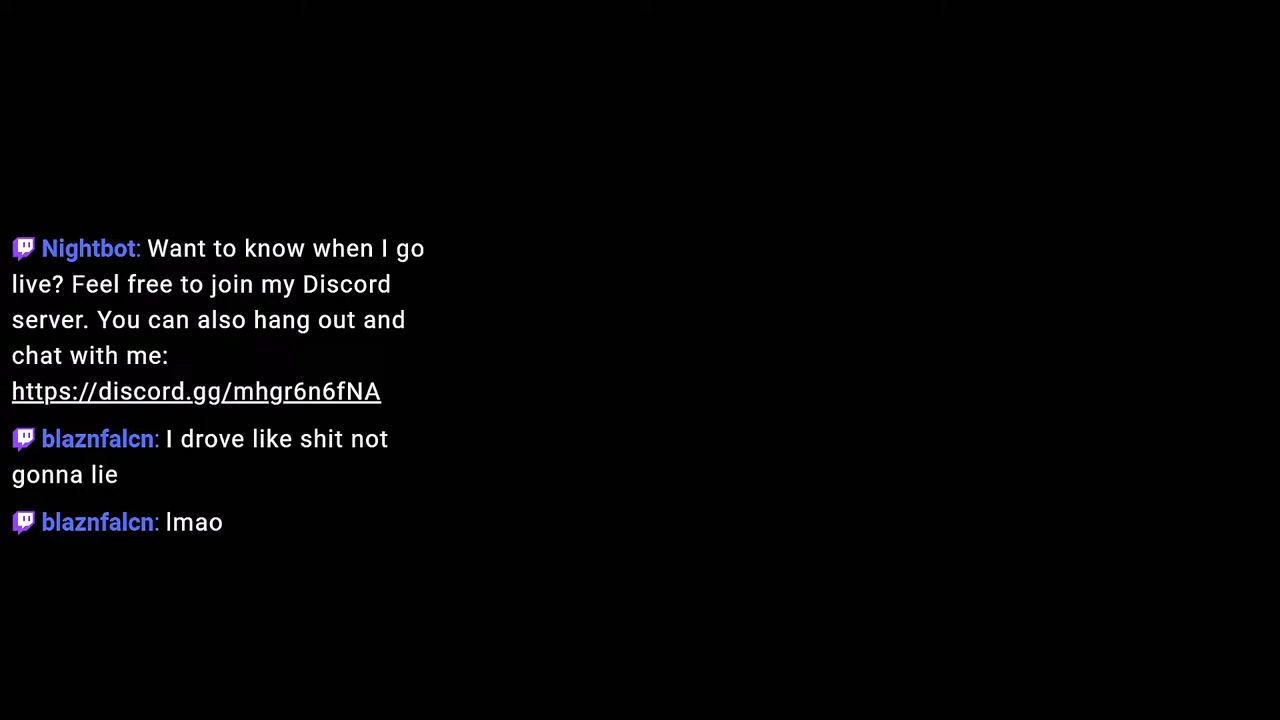 Nightbot: Want to know when I go
live? Feel free to join my Discord
server. You can also hang out and
chat with me:
https://discord.gg/mhgr6n6fNA
blaznfalcn: I drove like shit not
gonna lie
blaznfalcn: lmao